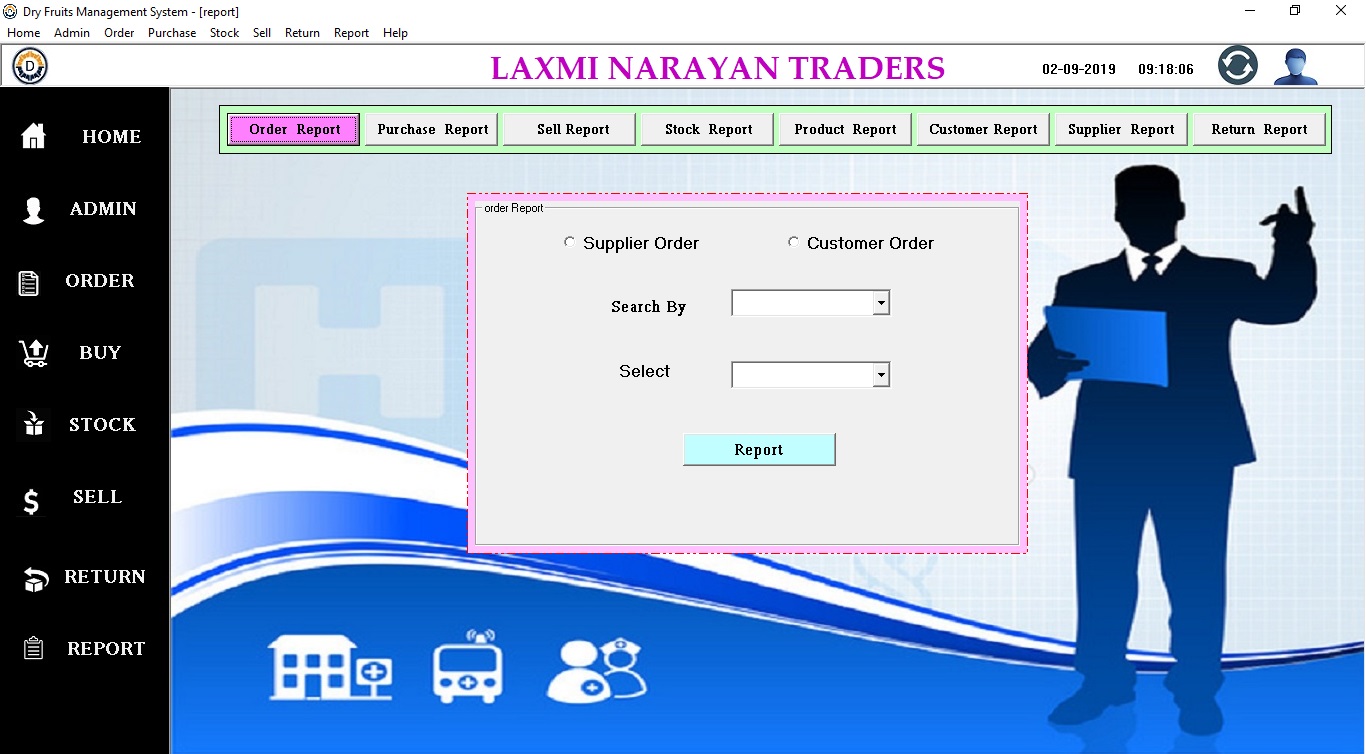 Dry Fruits Management System - [report]
Home Admin Order Purchase Stock Sell Return Report Help
D LAXMI NARAYAN TRADERS 02-09-2019 09:18:06
Order Report Purchase Report Sell Report Stock Report Product Report Customer Report Supplier Report Return Report
HOME
ADMIN
ORDER
BUY
STOCK
SELL
RETURN
REPORT
order Report
Supplier Order Customer Order
Search By
Select
Report
H